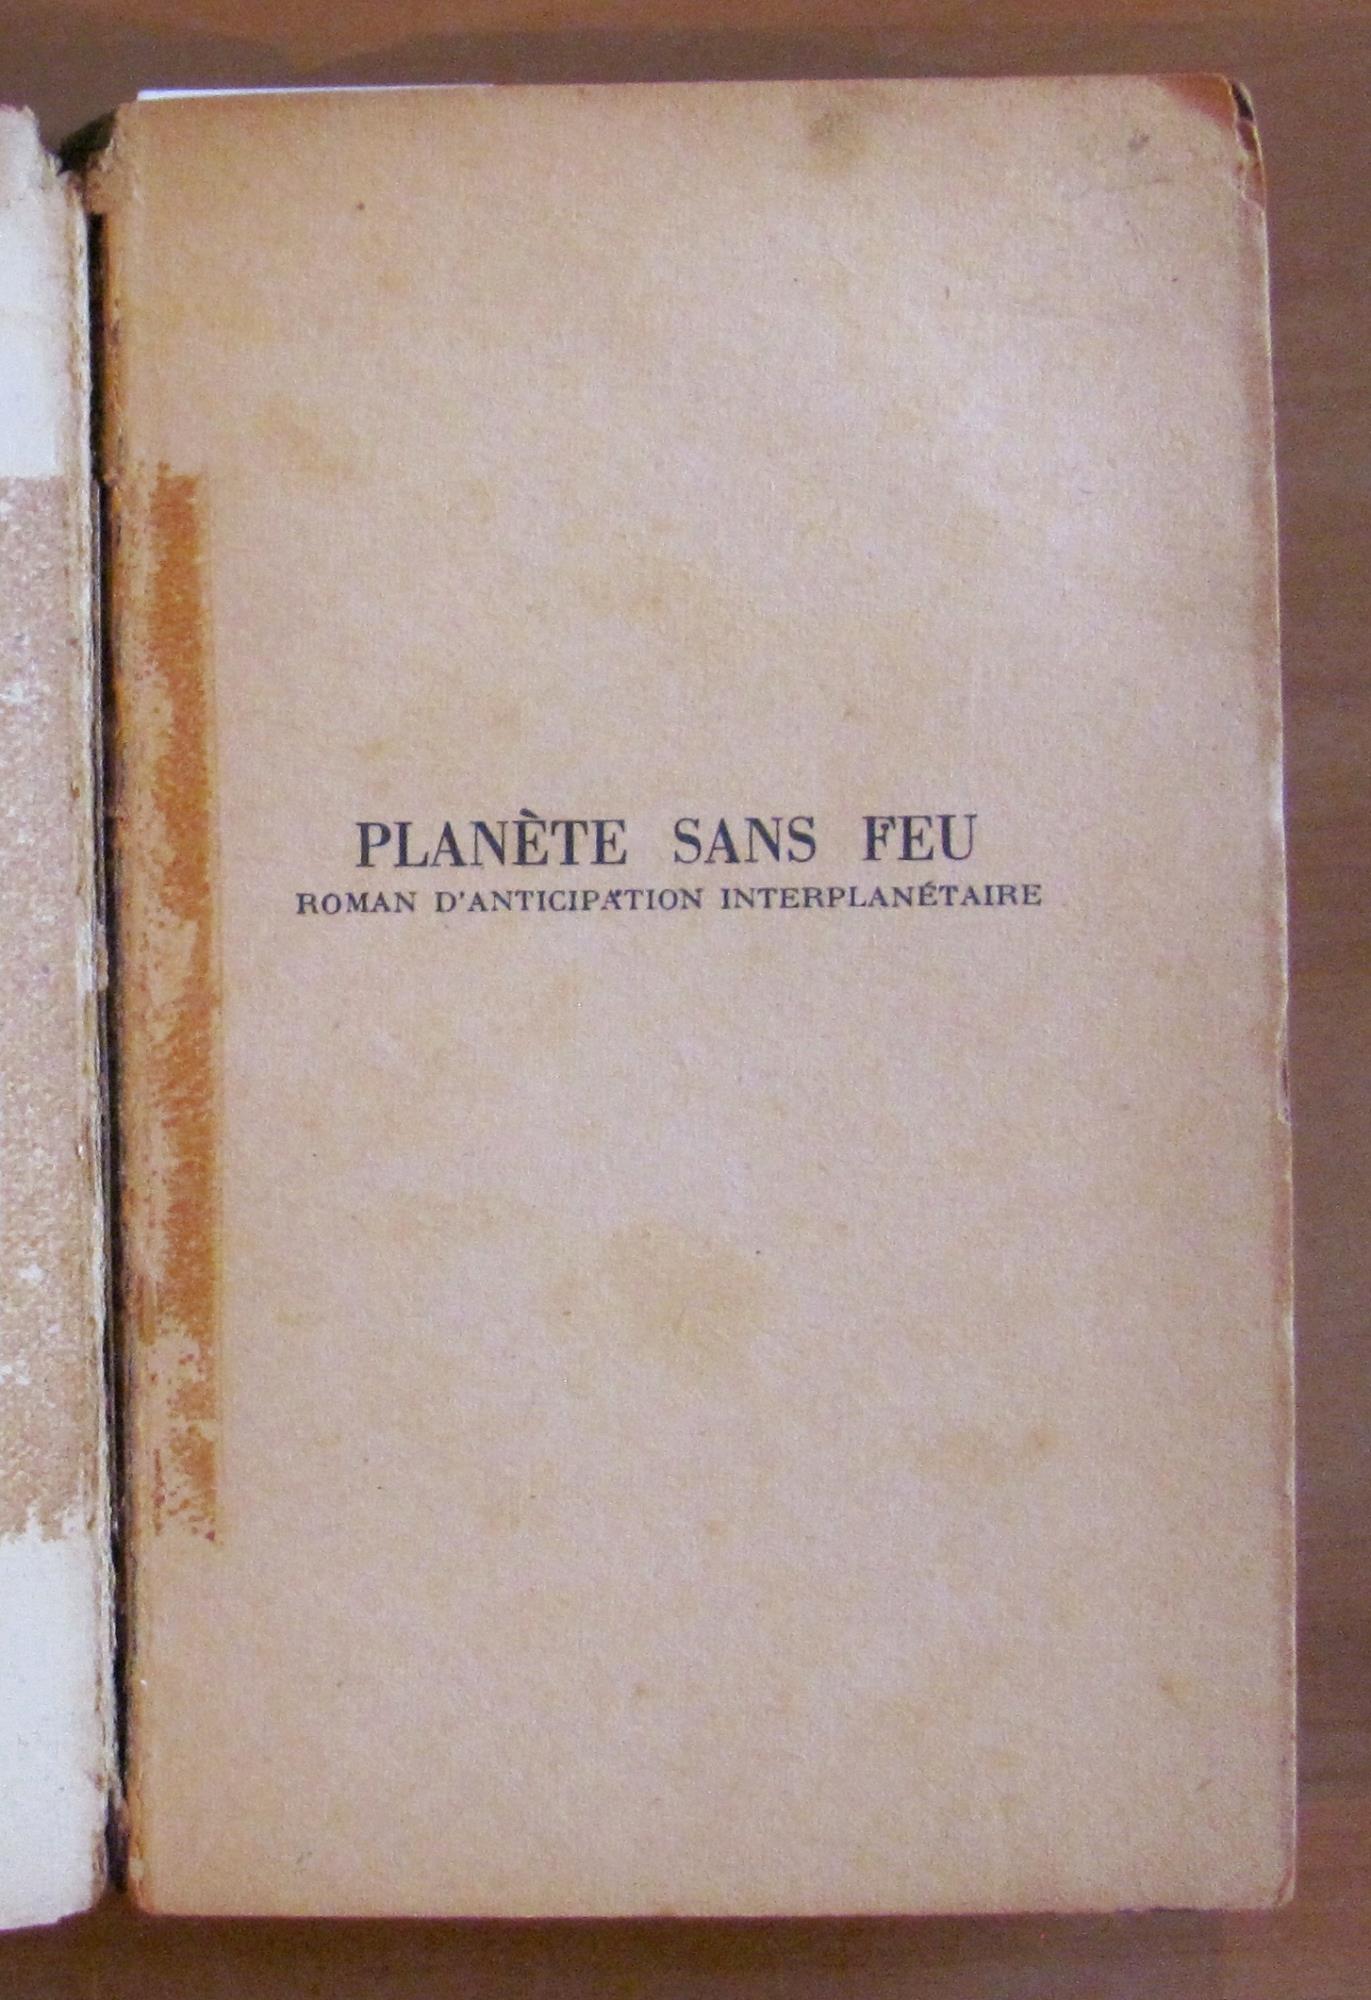 PLANÈTE SANS FEU
ROMAN D'ANTICIPATION INTERPLANÉTAIRE